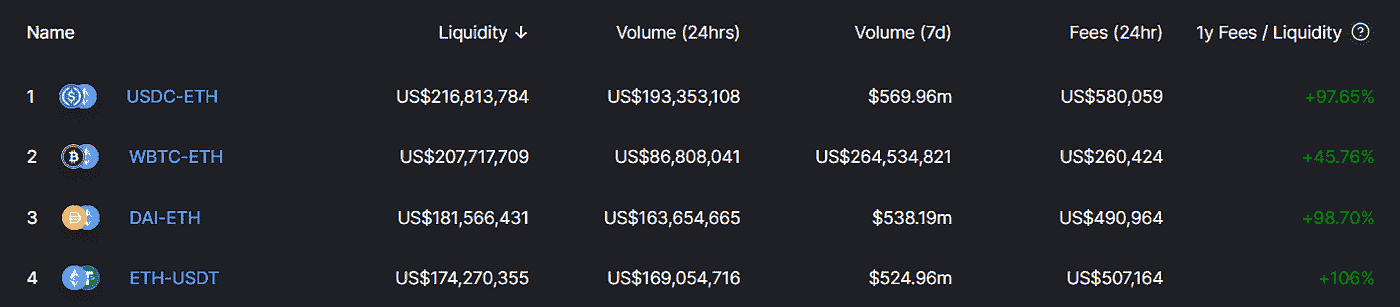 Name Liquidity ↓ Volume (24hrs) Volume (7d) Fees (24hr) 1y Fees / Liquidity ?
1 USDC-ETH US$216,813,784 US$193,353,108 $569.96m US$580,059 +97.65%
2 WBTC-ETH US$207,717,709 US$86,808,041 US$264,534,821 US$260,424 +45.76%
3 DAI-ETH US$181,566,431 US$163,654,665 $538.19m US$490,964 +98.70%
4 ETH-USDT US$174,270,355 US$169,054,716 $524.96m US$507,164 +106%